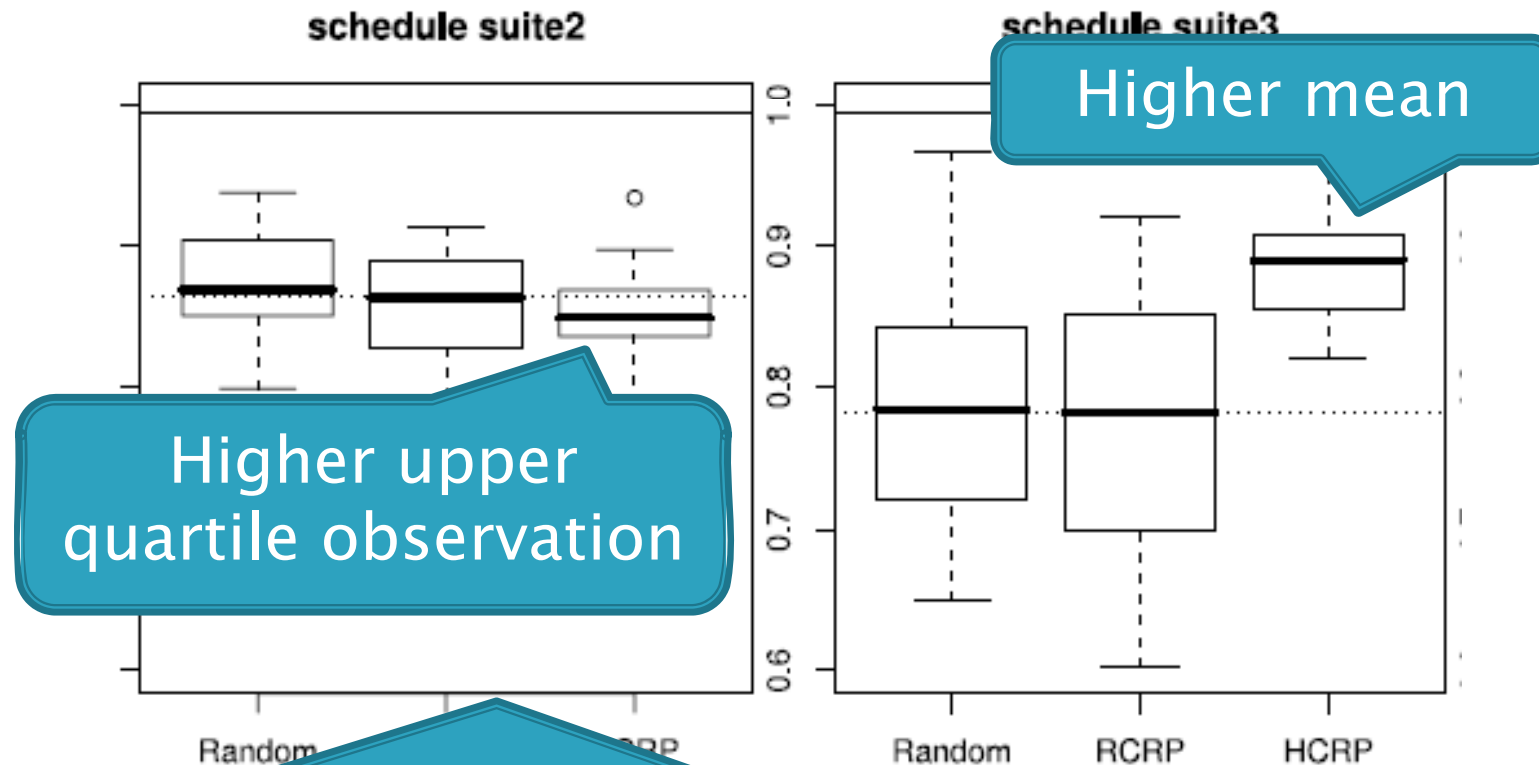 schedule suite2
schedule suite3
Higher mean
1.0
0.9
0.8
0.7
0.6
Higher upper
quartile observation
Random
Random
RCRP
HCRP